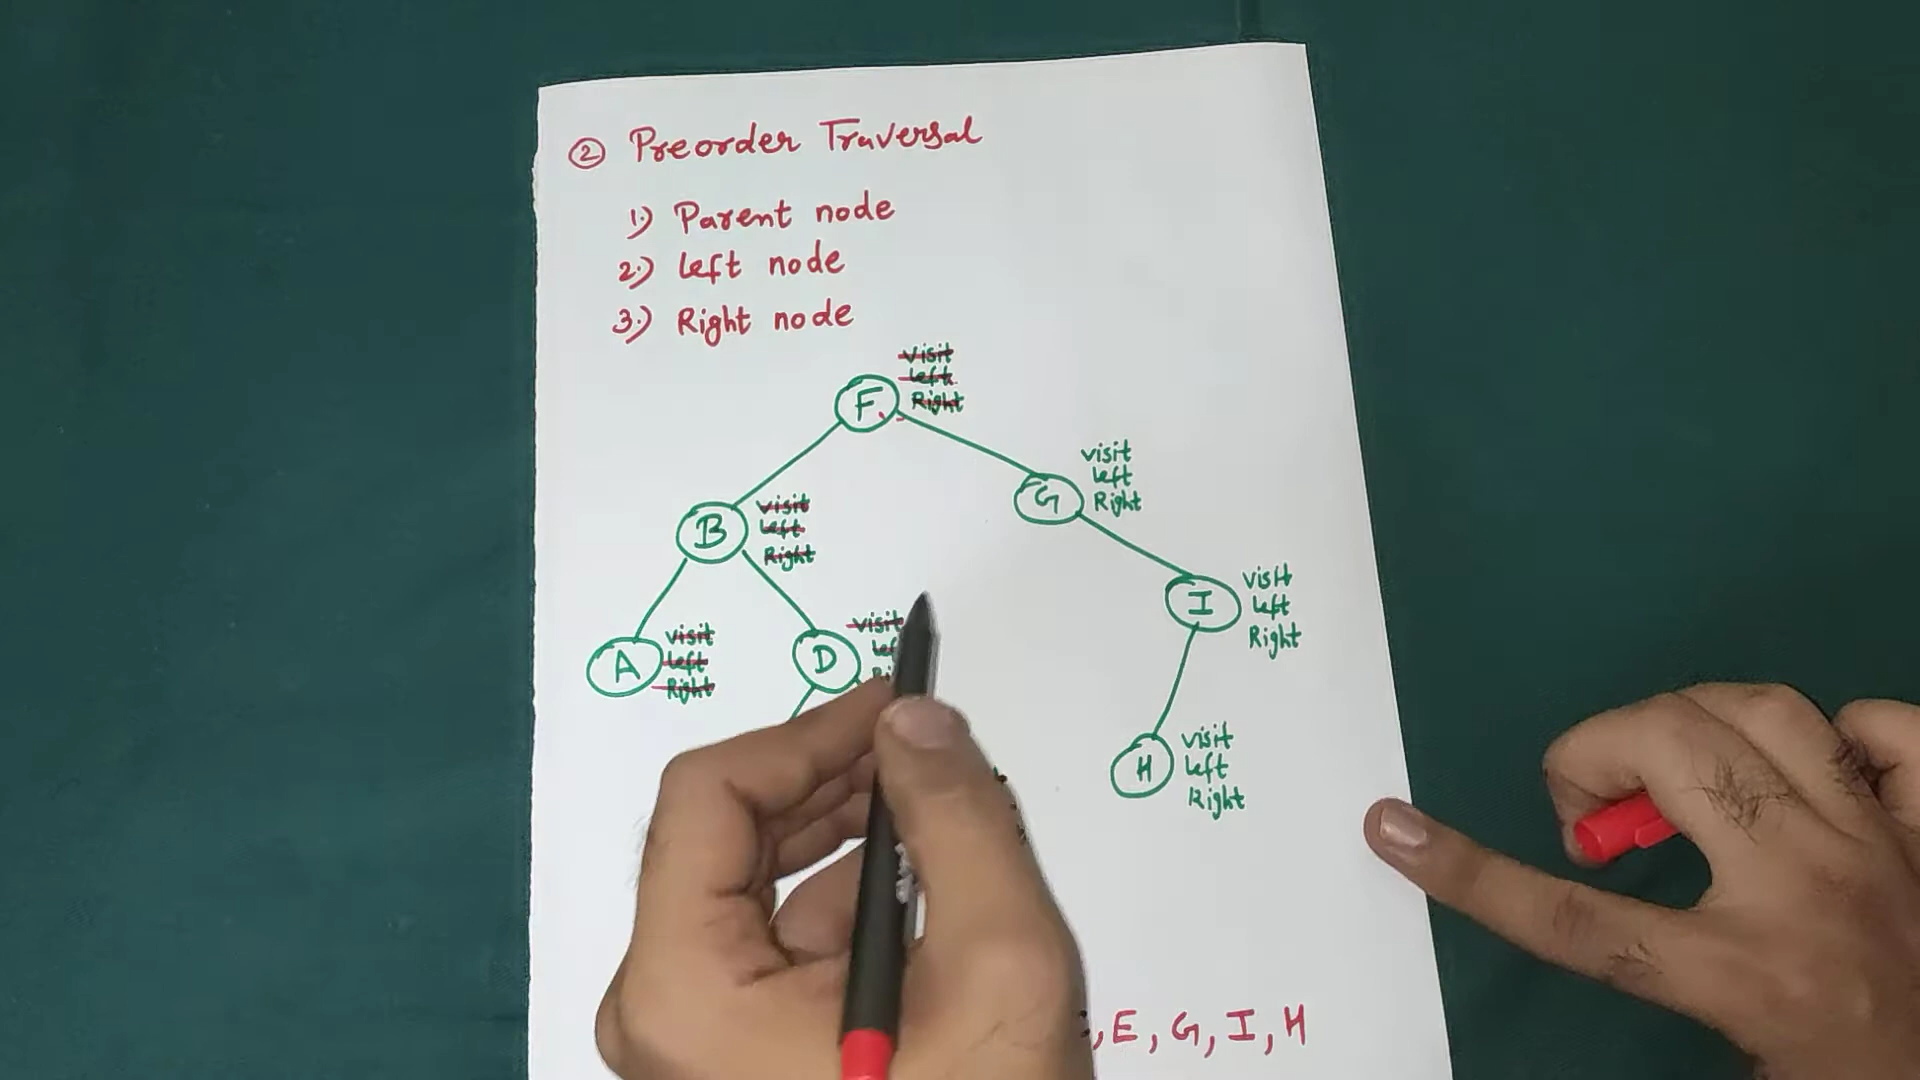 2 Preorder Traversal
1.) Parent node
2.) Left node
3.) Right node
visit
left
Right
F
visit
left
Right
G
visit
left
Right
B
visit
left
Right
I
visit
left
Right
A
visit
D
visit
left
Right
H
, E, G, I, H